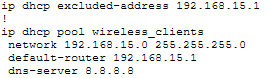 ip dhcp excluded-address 192.168.15.1
!
ip dhcp pool wireless_clients
 network 192.168.15.0 255.255.255.0
 default-router 192.168.15.1
 dns-server 8.8.8.8